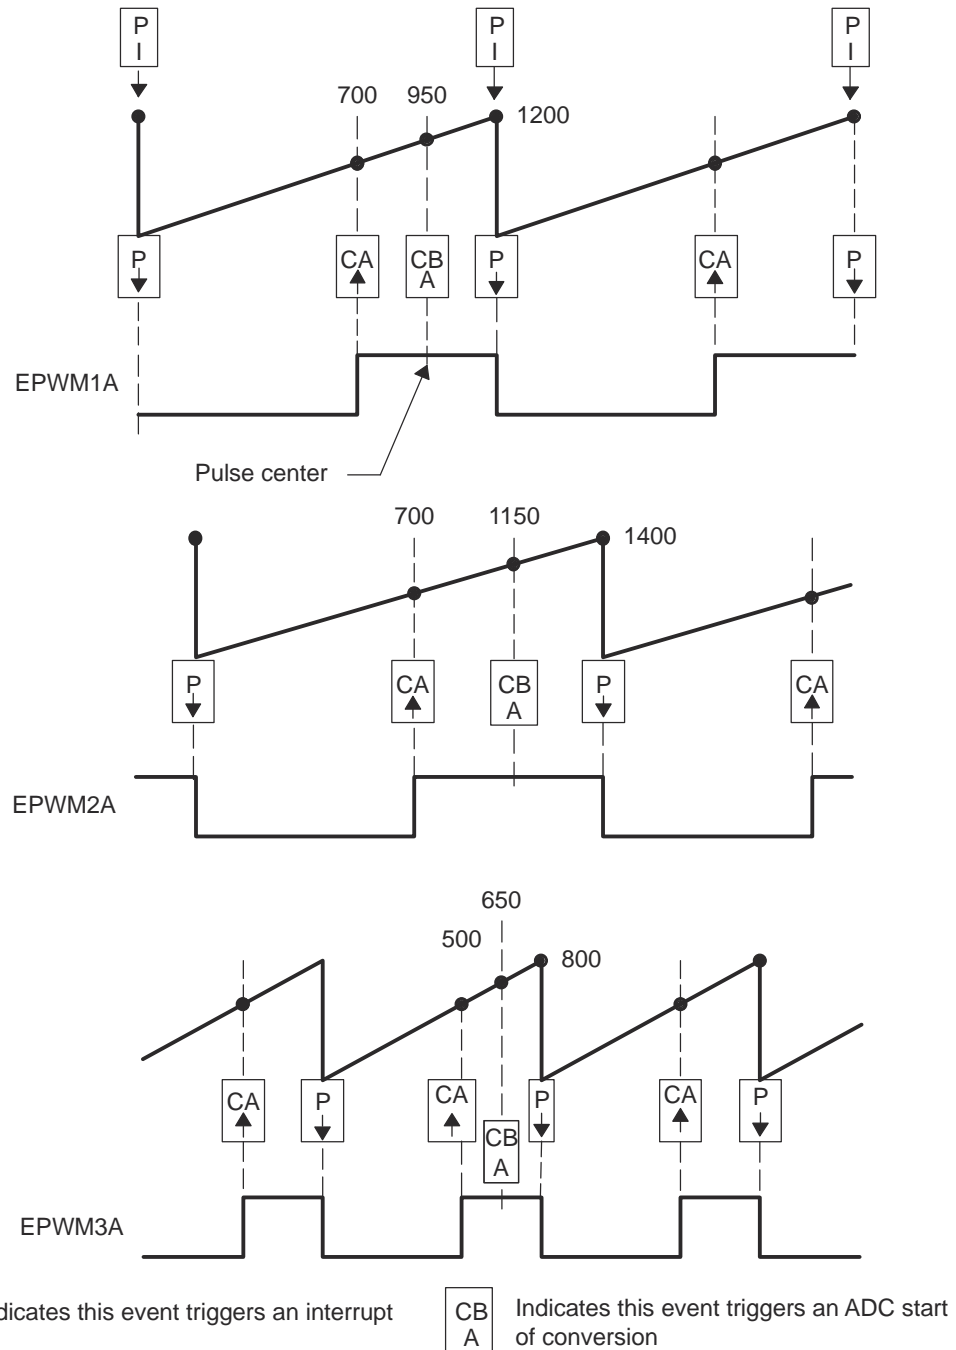 P P P
I I I
700 950
1200
P CA CB P CA P
A
EPWM1A
Pulse center
700 1150
1400
P CA CB P CA
A
EPWM2A
650
500
800
CA P CA P CA P
CB
A
EPWM3A
dicates this event triggers an interrupt
CB
A
Indicates this event triggers an ADC start
of conversion